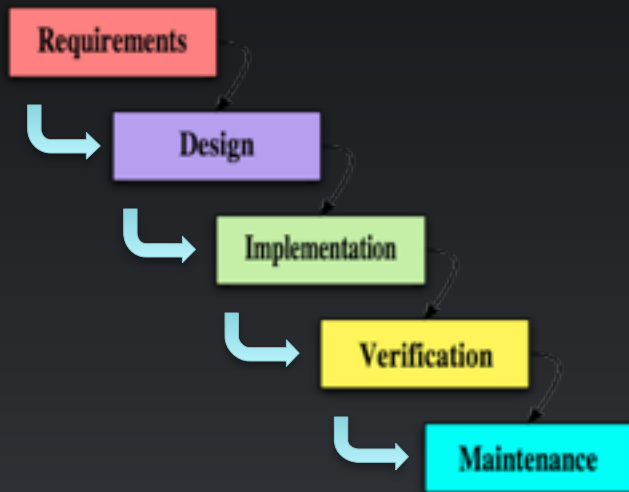 Requirements
Design
Implementation
Verification
Maintenance